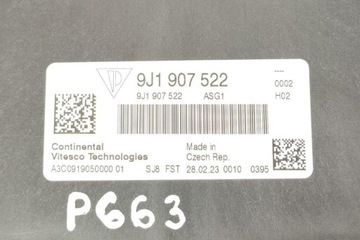 9J1 907 522
9J1 907 522 ASG1
----
0002
H02
Continental
Vitesco Technologies
Made in
Czech Rep.
A3C0919050000 01 SJ8 FST 28.02.23 0010 0395
P663